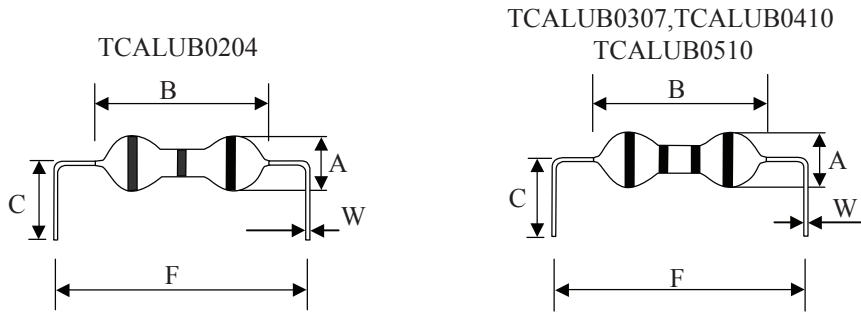 TCALUB0204
B
A
C
W
F
TCALUB0307,TCALUB0410
TCALUB0510
B
A
C
W
F